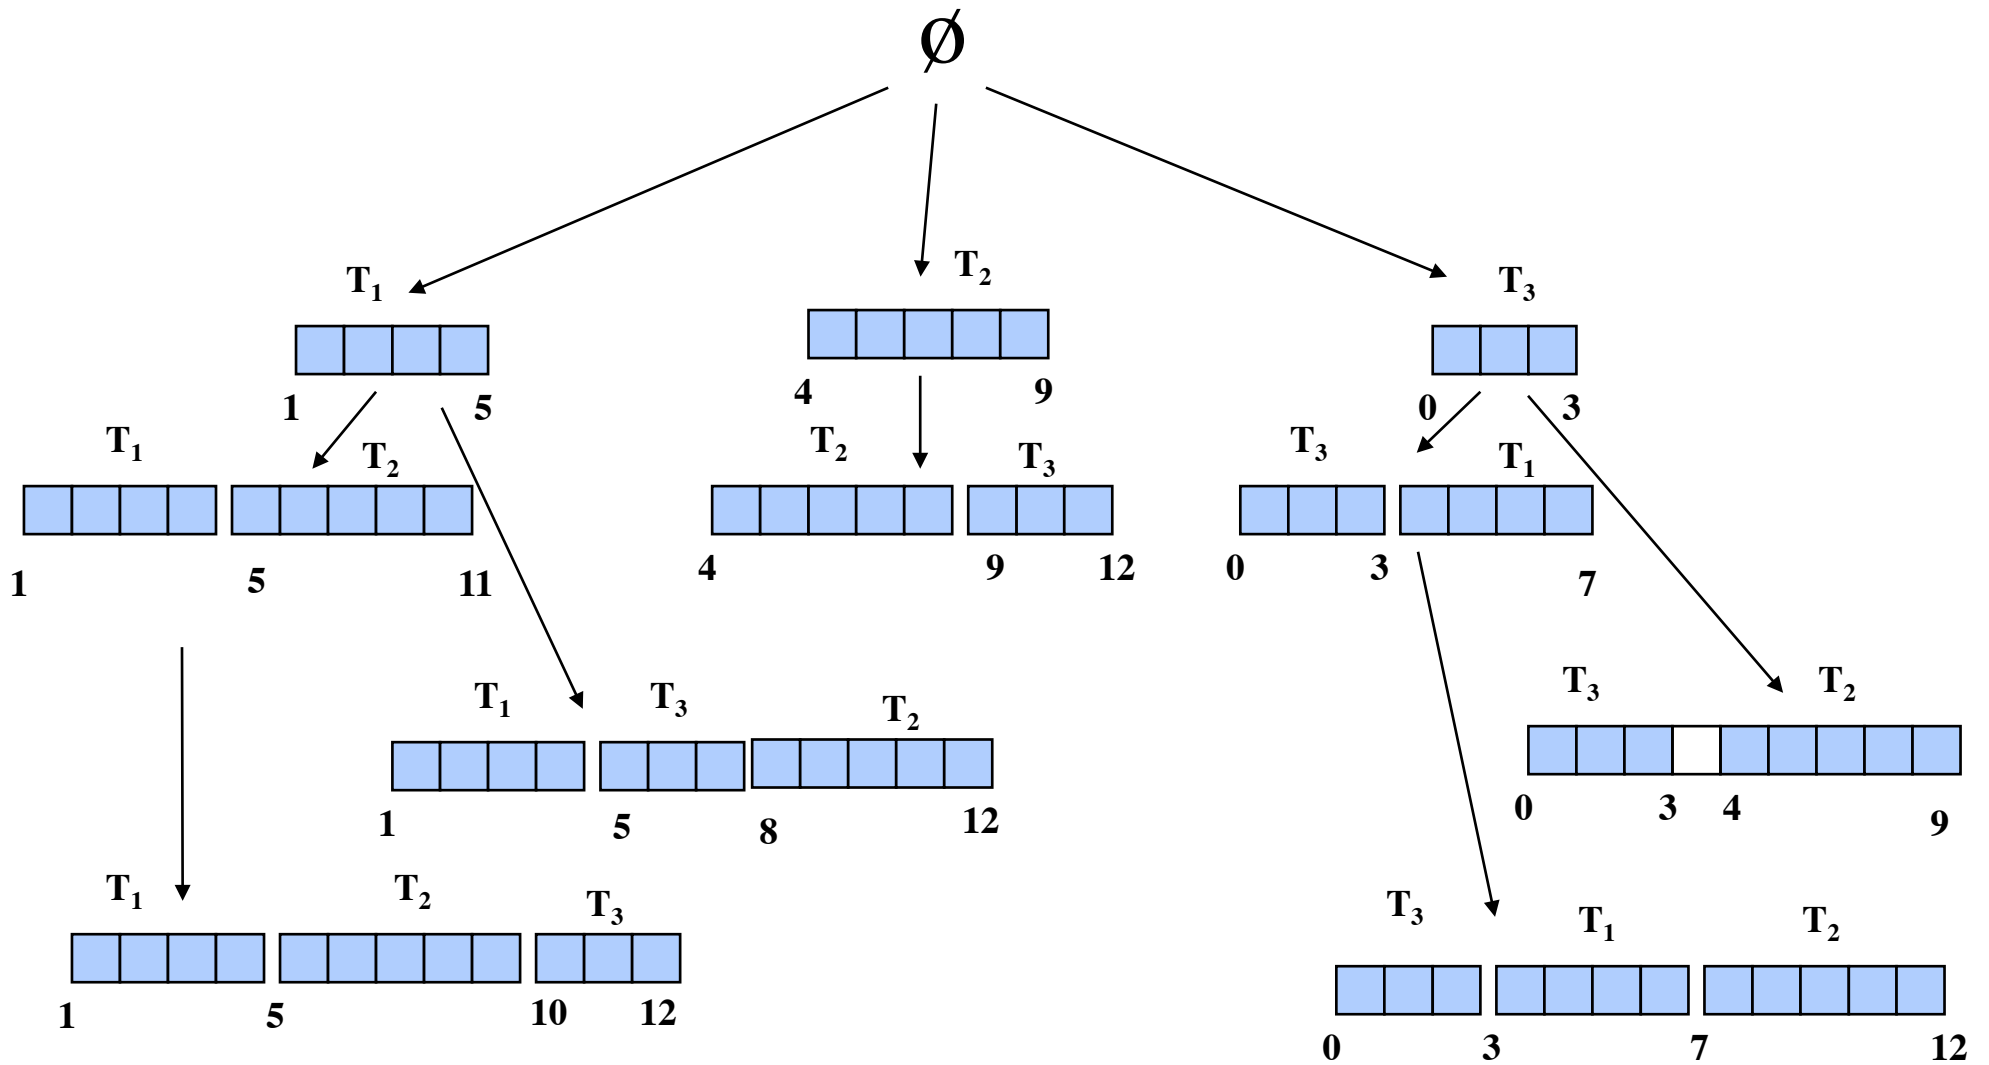 Ø
T₁ T₂ T₃
1 5 4 9 0 3
T₁ T₂ T₂ T₃ T₃ T₁
1 5 11 4 9 12 0 3 7
T₁ T₃ T₂ T₃ T₂
1 5 8 12 0 3 4 9
T₁ T₂ T₃ T₃ T₁ T₂
1 5 10 12 0 3 7 12